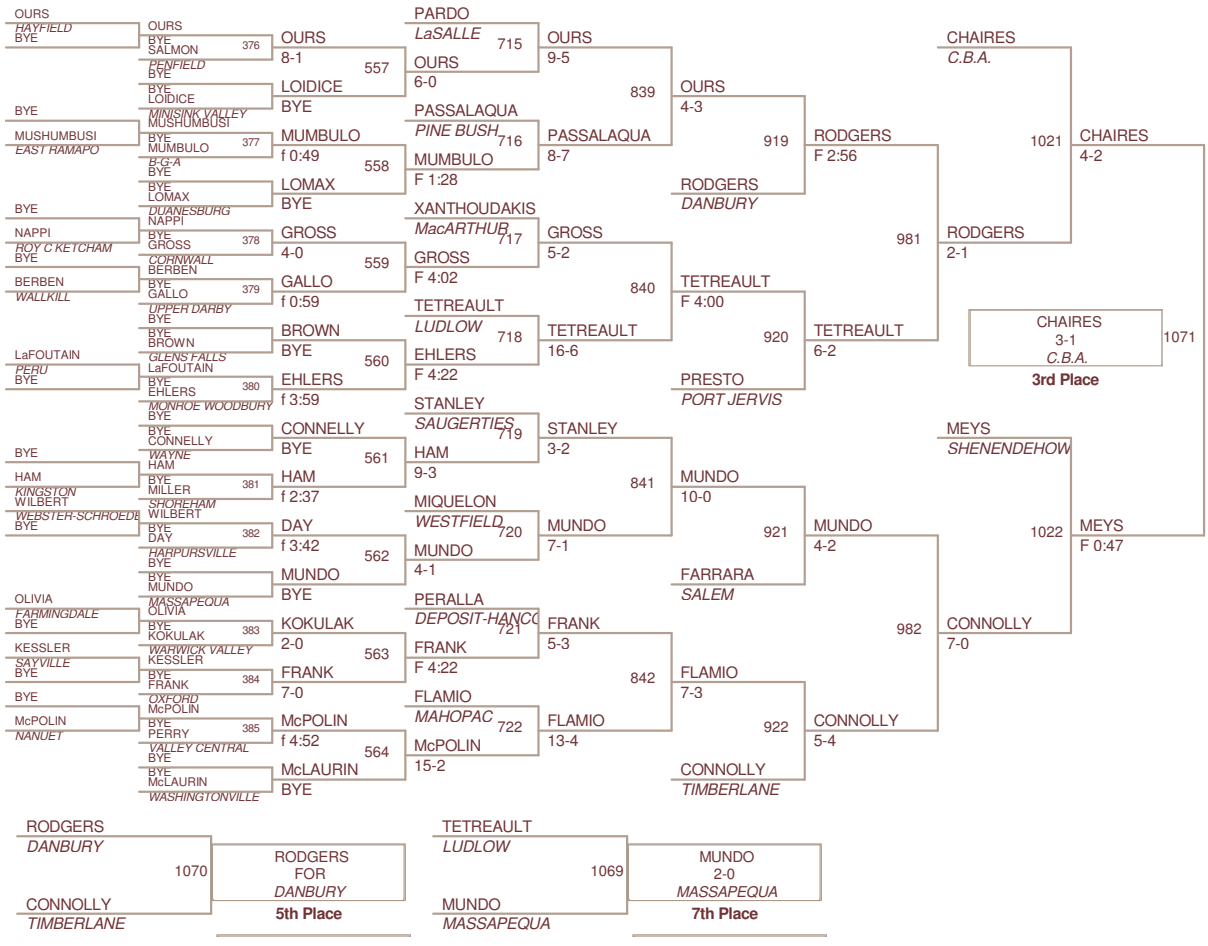 OURS
HAYFIELD
BYE
BYE
MUSHUMBUSI
EAST RAMAPO
BYE
NAPPI
ROY C KETCHAM
BYE
BERBEN
WALLKILL
LaFOUTAIN
PERU
BYE
BYE
HAM
KINGSTON
WILBERT
WEBSTER-SCHROEDE
BYE
OLIVIA
FARMINGDALE
BYE
KESSLER
SAYVILLE
BYE
BYE
McPOLIN
NANUET
OURS
BYE
SALMON
376
PENFIELD
BYE
BYE
LOIDICE
MINISINK VALLEY
MUSHUMBUSI
BYE
MUMBULO
377
B-G-A
BYE
BYE
LOMAX
DUANESBURG
NAPPI
BYE
GROSS
378
CORNWALL
BERBEN
BYE
GALLO
379
UPPER DARBY
BYE
BYE
BROWN
GLENS FALLS
LaFOUTAIN
BYE
EHLERS
380
MONROE WOODBURY
BYE
BYE
CONNELLY
WAYNE
HAM
BYE
MILLER
381
SHOREHAM
WILBERT
BYE
DAY
382
HARPURSVILLE
BYE
BYE
MUNDO
MASSAPEQUA
OLIVIA
BYE
KOKULAK
383
WARWICK VALLEY
KESSLER
BYE
FRANK
384
OXFORD
McPOLIN
BYE
PERRY
385
VALLEY CENTRAL
BYE
BYE
McLAURIN
WASHINGTONVILLE
OURS
8-1
557
LOIDICE
BYE
MUMBULO
f 0:49
558
LOMAX
BYE
GROSS
4-0
559
GALLO
f 0:59
BROWN
BYE
560
EHLERS
f 3:59
CONNELLY
BYE
561
HAM
f 2:37
DAY
f 3:42
562
MUNDO
BYE
KOKULAK
2-0
563
FRANK
7-0
McPOLIN
f 4:52
564
McLAURIN
BYE
PARDO
LaSALLE
715
OURS
6-0
PASSALAQUA
PINE BUSH
716
MUMBULO
F 1:28
XANTHOUDAKIS
MacARTHUR
717
GROSS
F 4:02
TETREAULT
LUDLOW
718
EHLERS
F 4:22
STANLEY
SAUGERTIES
719
HAM
9-3
MIQUELON
WESTFIELD
720
MUNDO
4-1
PERALLA
DEPOSIT-HANCO
721
FRANK
F 4:22
FLAMIO
MAHOPAC
722
McPOLIN
15-2
OURS
9-5
839
PASSALAQUA
8-7
GROSS
5-2
840
TETREAULT
16-6
STANLEY
3-2
841
MUNDO
7-1
FRANK
5-3
842
FLAMIO
13-4
OURS
4-3
919
RODGERS
DANBURY
TETREAULT
F 4:00
920
PRESTO
PORT JERVIS
MUNDO
10-0
921
FARRARA
SALEM
FLAMIO
7-3
922
CONNOLLY
TIMBERLANE
RODGERS
F 2:56
981
TETREAULT
6-2
MUNDO
4-2
982
CONNOLLY
5-4
CHAIRES
C.B.A.
1021
RODGERS
2-1
MEYS
SHENENDEHOW
1022
CONNOLLY
7-0
CHAIRES
4-2
MEYS
F 0:47
CHAIRES
3-1
C.B.A.
1071
3rd Place
RODGERS
DANBURY
1070
CONNOLLY
TIMBERLANE
RODGERS
FOR
DANBURY
5th Place
TETREAULT
LUDLOW
1069
MUNDO
MASSAPEQUA
MUNDO
2-0
MASSAPEQUA
7th Place